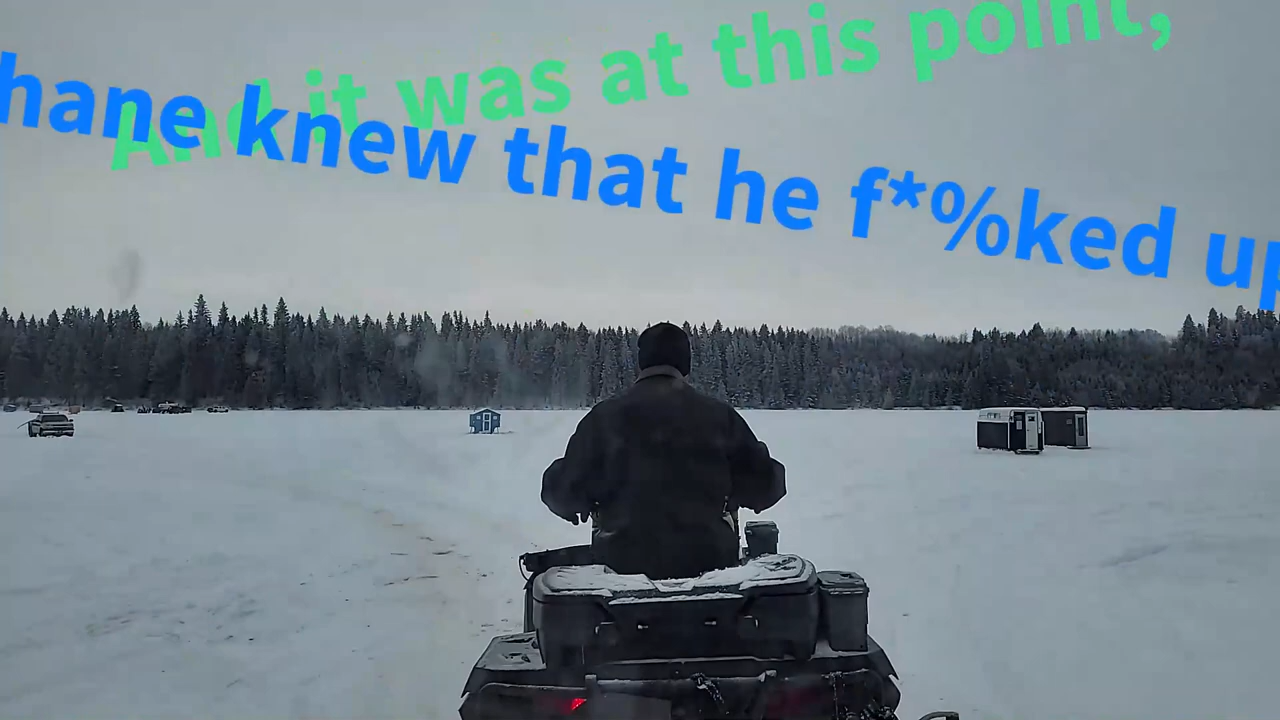 And it was at this point,
hane knew that he f*%ked up